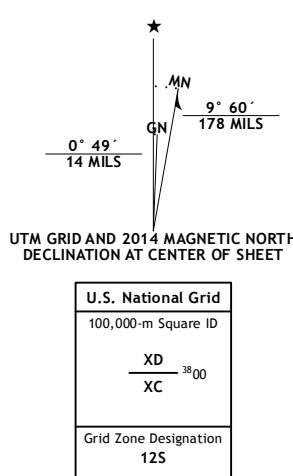 MN
GN
9° 60´
178 MILS
0° 49´
14 MILS
UTM GRID AND 2014 MAGNETIC NORTH
DECLINATION AT CENTER OF SHEET
U.S. National Grid
100,000-m Square ID
XD
3800
XC
Grid Zone Designation
12S